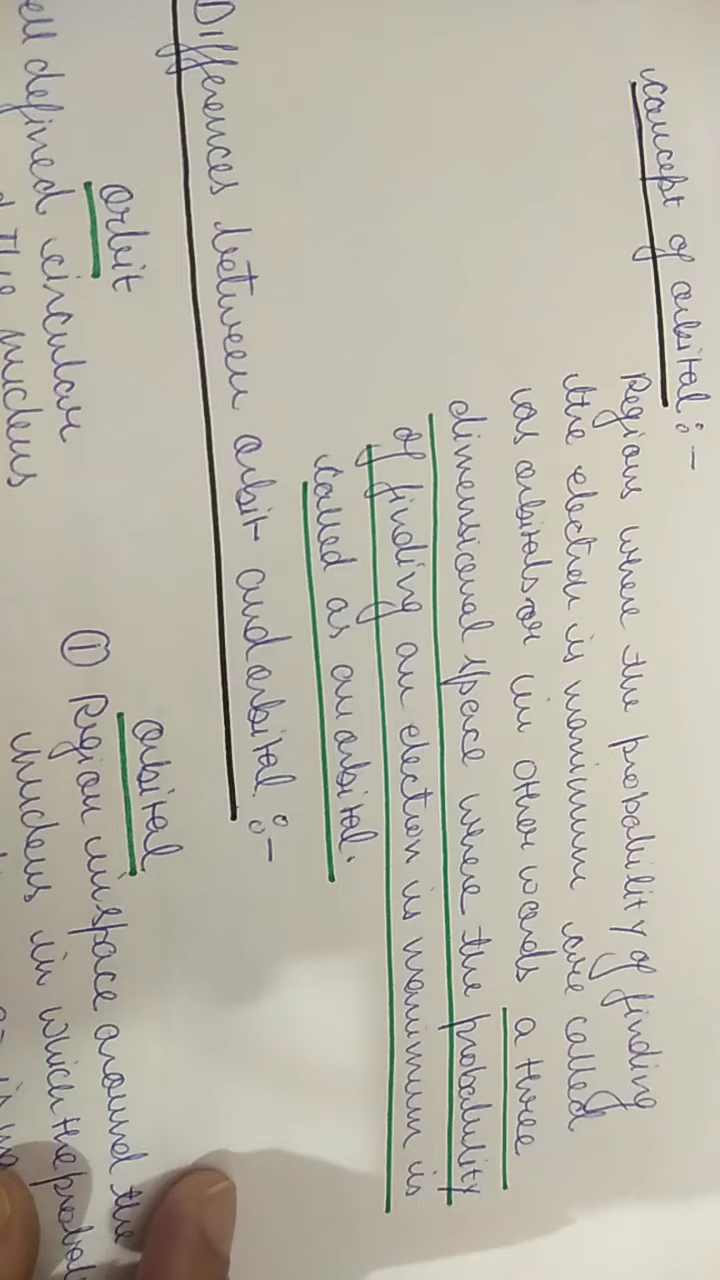 concept of orbital :-
Regions where the probability of finding
the electron is maximum are called
as orbitals or in other words a three
dimensional space were the probability
of finding an electron is maximum is
called as an orbital.
Differences between orbit and orbital :-
orbit
orbital
ell defined circular
① Region in space around the
the nucleus
nucleus in which the probab